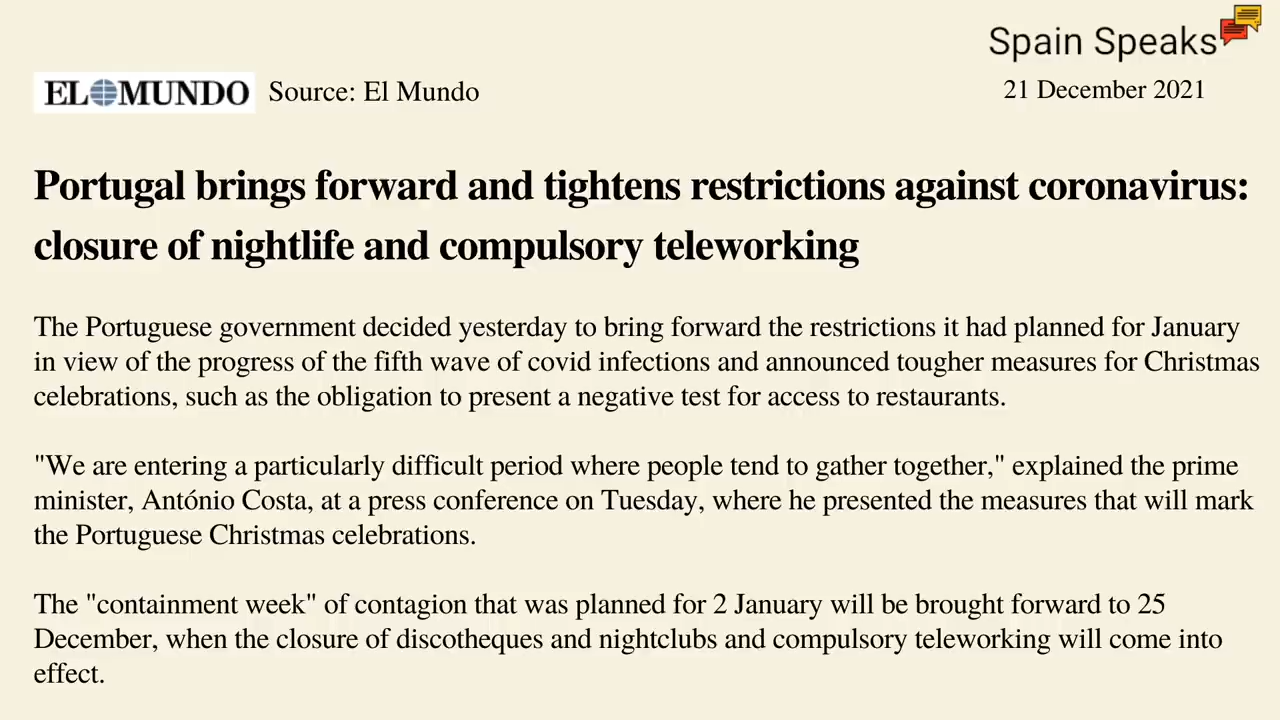 Spain Speaks
EL MUNDO Source: El Mundo
21 December 2021
Portugal brings forward and tightens restrictions against coronavirus:
closure of nightlife and compulsory teleworking
The Portuguese government decided yesterday to bring forward the restrictions it had planned for January
in view of the progress of the fifth wave of covid infections and announced tougher measures for Christmas
celebrations, such as the obligation to present a negative test for access to restaurants.
"We are entering a particularly difficult period where people tend to gather together," explained the prime
minister, António Costa, at a press conference on Tuesday, where he presented the measures that will mark
the Portuguese Christmas celebrations.
The "containment week" of contagion that was planned for 2 January will be brought forward to 25
December, when the closure of discotheques and nightclubs and compulsory teleworking will come into
effect.